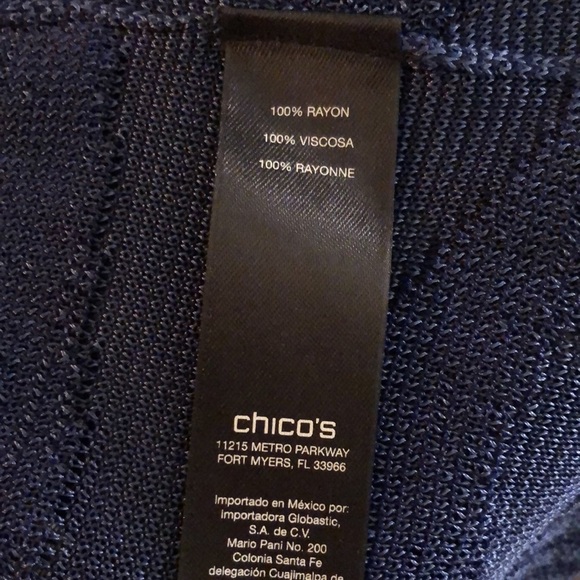 100% RAYON
100% VISCOSA
100% RAYONNE
chico's
11215 METRO PARKWAY
FORT MYERS, FL 33966
Importado en México por:
Importadora Globastic,
S.A. de C.V.
Mario Pani No. 200
Colonia Santa Fe
delegación Cuajimalpa de